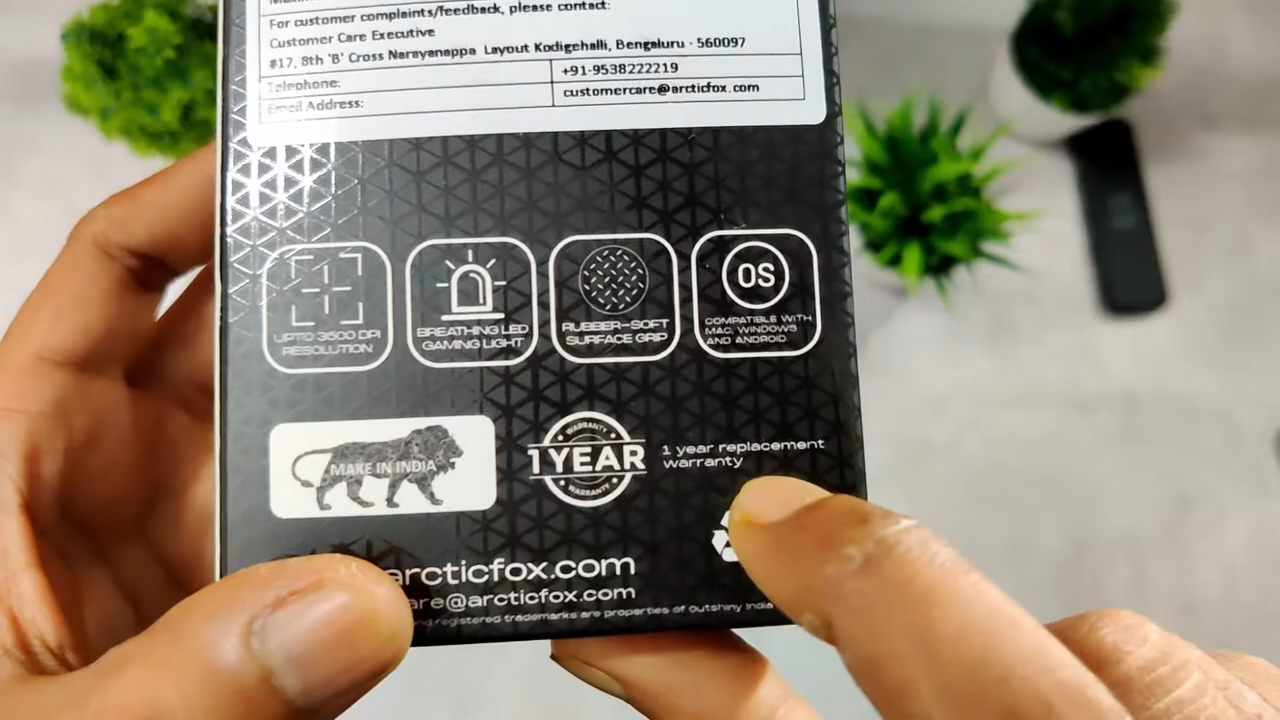 For customer complaints/feedback, please contact:
Customer Care Executive
#17, 8th 'B' Cross Narayanappa Layout Kodigehalli, Bengaluru - 560097
Telephone: +91-9538222219
Email Address: customercare@arcticfox.com
UPTO 3600 DPI
RESOLUTION
BREATHING LED
GAMING LIGHT
RUBBER-SOFT
SURFACE GRIP
OS
COMPATIBLE WITH
MAC, WINDOWS
AND ANDROID.
MAKE IN INDIA
WARRANTY
1 YEAR
WARRANTY
1 year replacement
warranty
arcticfox.com
are@arcticfox.com
registered trademarks are properties of Outshiny India